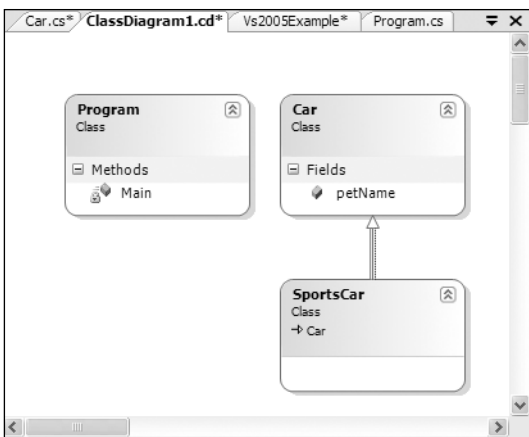 Car.cs* ClassDiagram1.cd* Vs2005Example* Program.cs
Program
Class
Methods
Main
Car
Class
Fields
petName
SportsCar
Class
Car